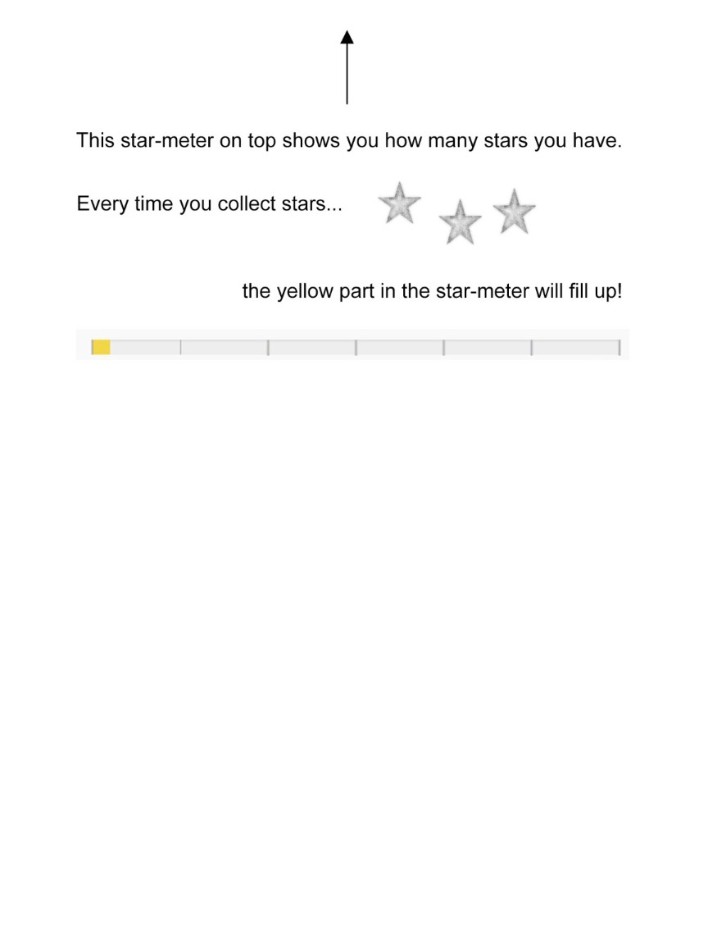 This star-meter on top shows you how many stars you have.
Every time you collect stars...
the yellow part in the star-meter will fill up!